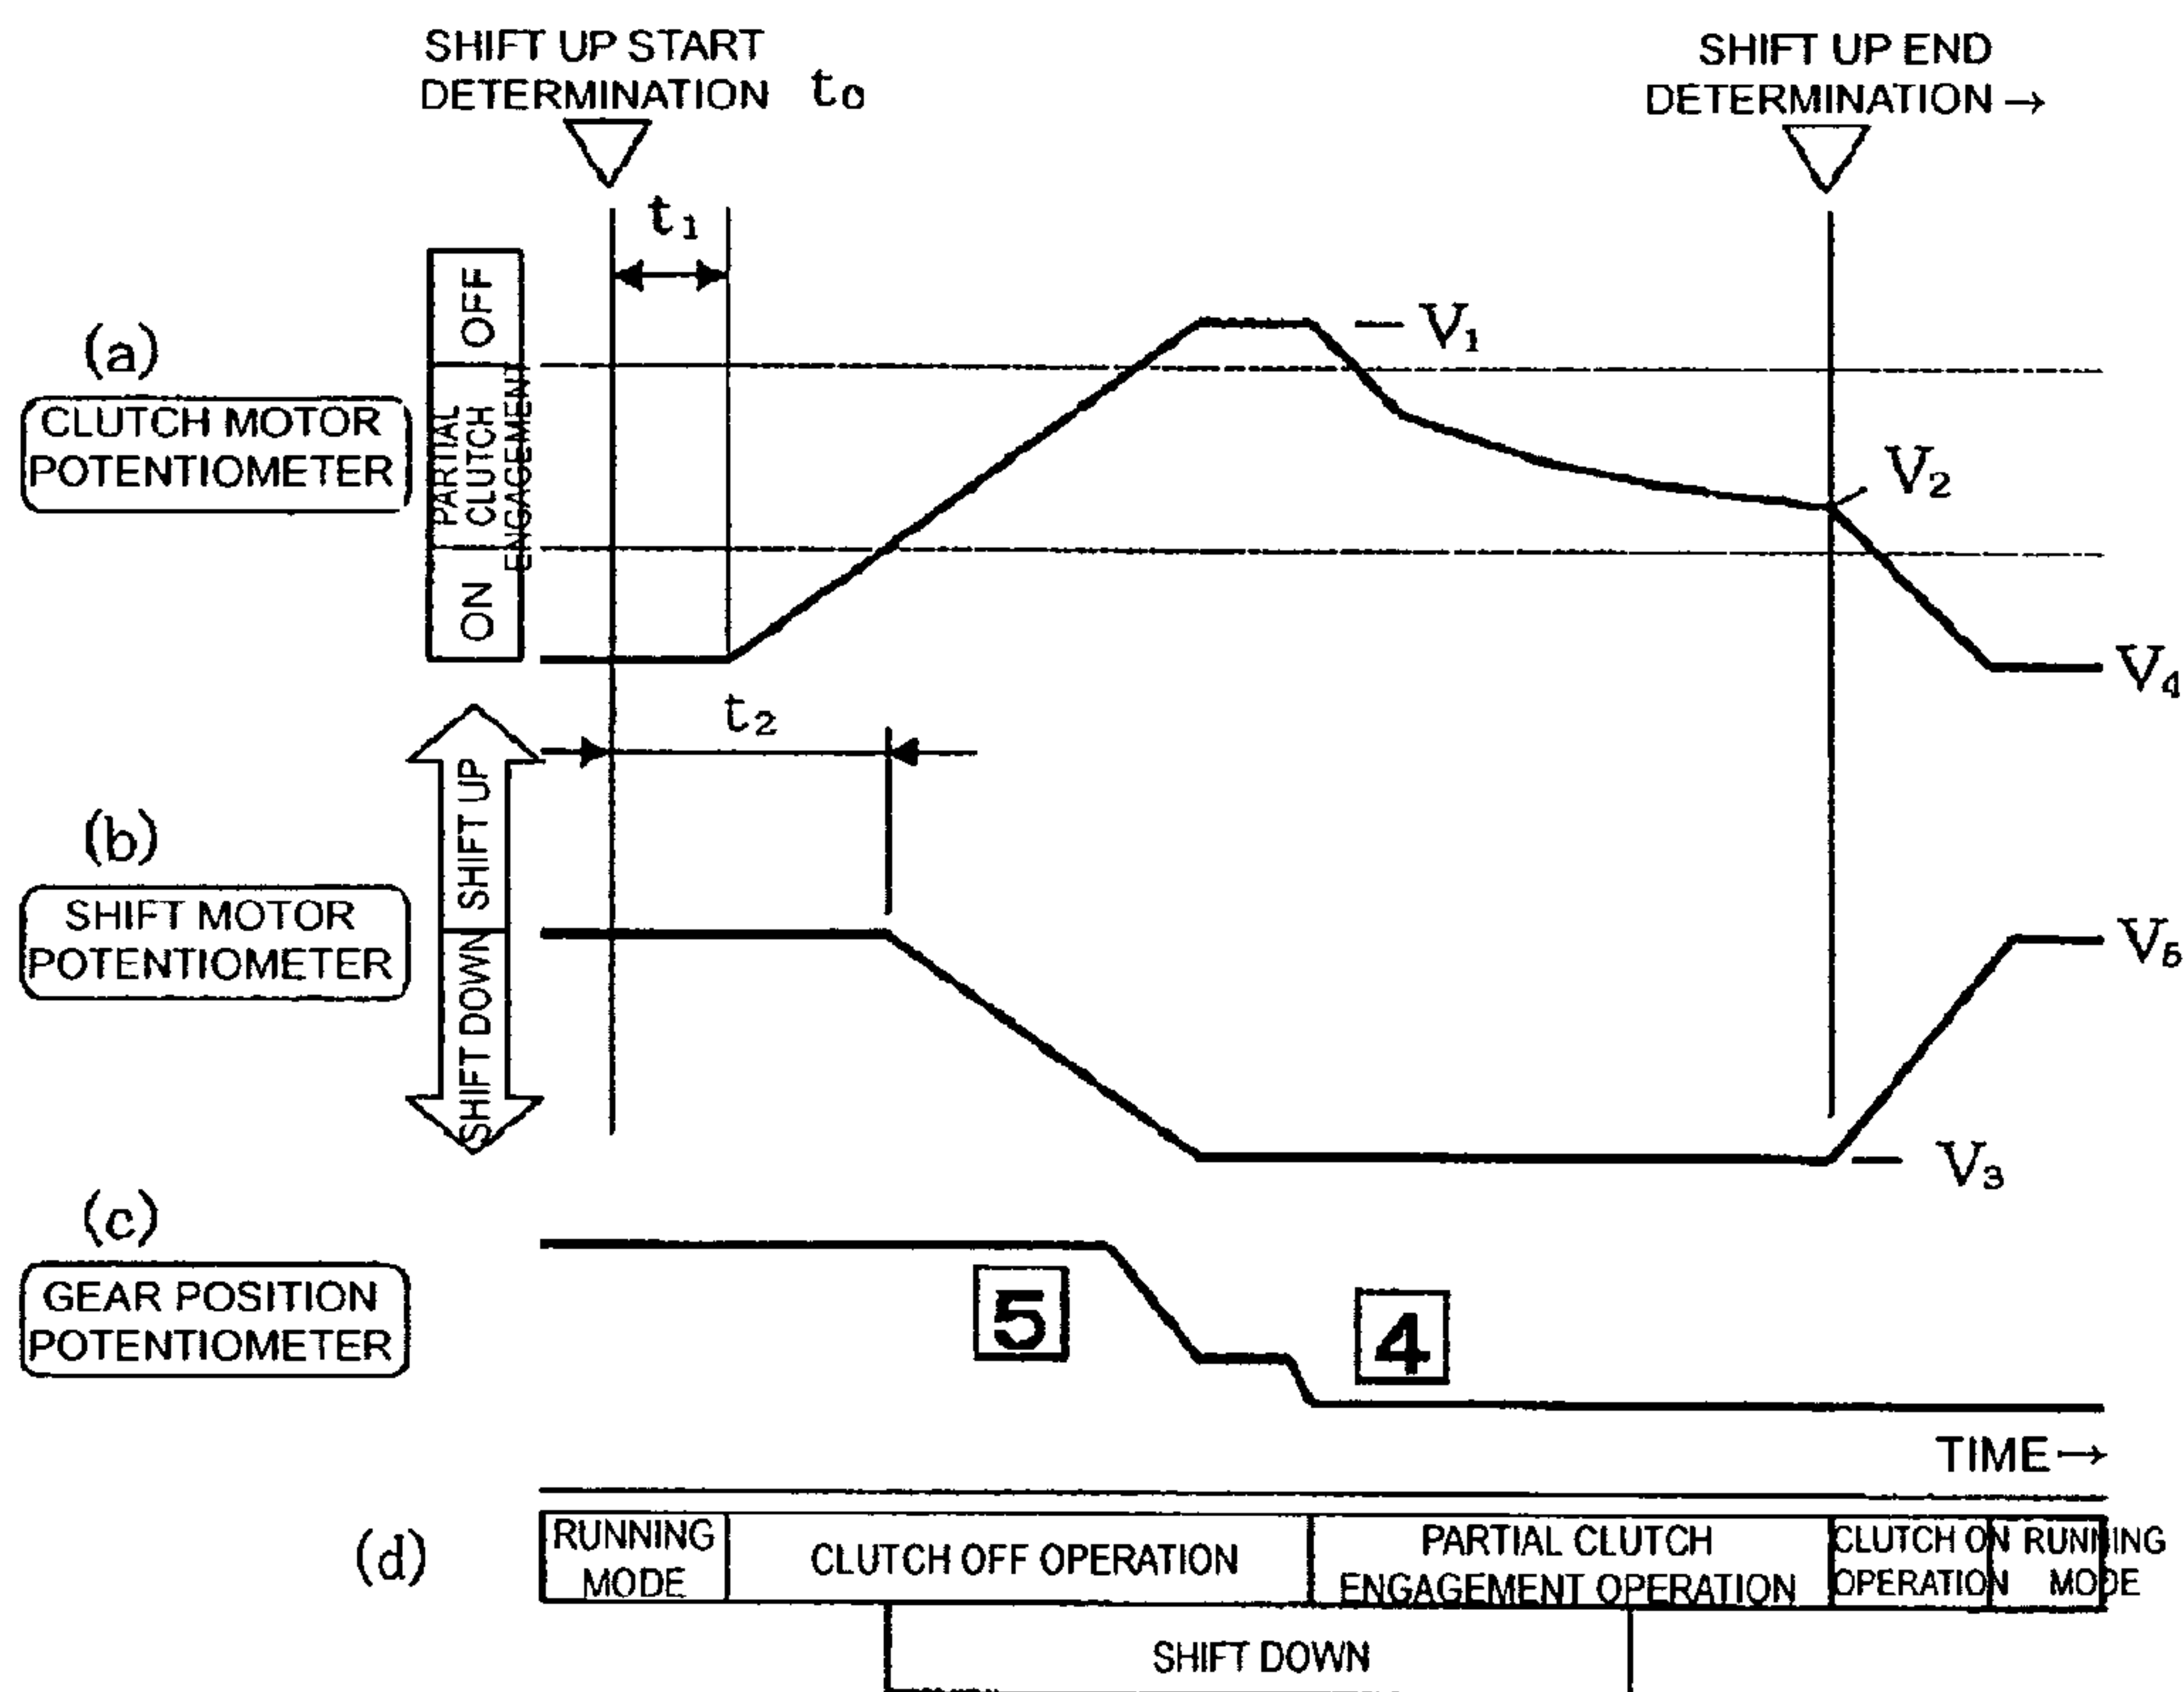 SHIFT UP START
DETERMINATION t0
SHIFT UP END
DETERMINATION →
t1
(a)
CLUTCH MOTOR
POTENTIOMETER
OFF
PARTIAL
CLUTCH
ENGAGEMENT
ON
V1
V2
V4
t2
(b)
SHIFT MOTOR
POTENTIOMETER
SHIFT UP
SHIFT DOWN
V5
V3
(c)
GEAR POSITION
POTENTIOMETER
5
4
TIME →
(d)
RUNNING
MODE
CLUTCH OFF OPERATION
PARTIAL CLUTCH
ENGAGEMENT OPERATION
CLUTCH ON
OPERATION
RUNNING
MODE
SHIFT DOWN